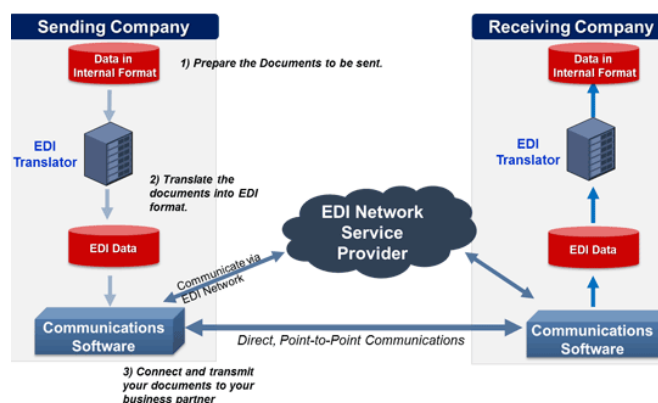 Sending Company
Data in
Internal Format
1) Prepare the Documents to be sent.
EDI
Translator
2) Translate the
documents into EDI
format.
EDI Data
Communicate via
EDI Network
Communications
Software
3) Connect and transmit
your documents to your
business partner
EDI Network
Service
Provider
Direct, Point-to-Point Communications
Receiving Company
Data in
Internal Format
EDI
Translator
EDI Data
Communications
Software